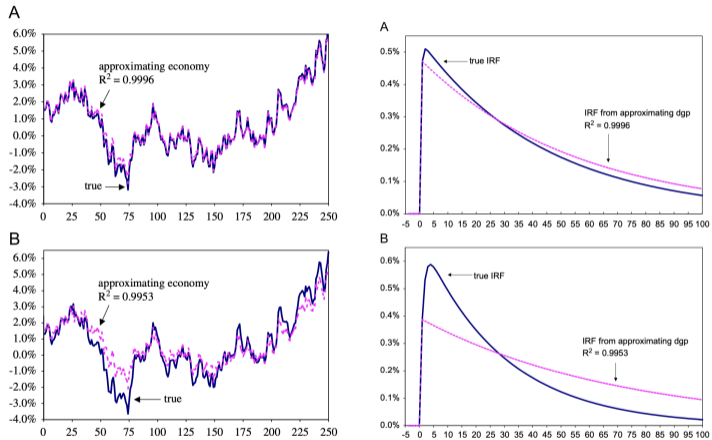 A
6.0%
5.0%
4.0%
3.0%
2.0%
1.0%
0.0%
-1.0%
-2.0%
-3.0%
-4.0%
approximating economy
R² = 0.9996
true
0 25 50 75 100 125 150 175 200 225 250
B
6.0%
5.0%
4.0%
3.0%
2.0%
1.0%
0.0%
-1.0%
-2.0%
-3.0%
-4.0%
approximating economy
R² = 0.9953
true
0 25 50 75 100 125 150 175 200 225 250
A
0.5%
0.4%
0.3%
0.2%
0.1%
0.0%
true IRF
IRF from approximating dgp
R² = 0.9996
-5 0 5 10 15 20 25 30 35 40 45 50 55 60 65 70 75 80 85 90 95 100
B
0.6%
0.6%
0.4%
0.3%
0.2%
0.1%
0.0%
true IRF
IRF from approximating dgp
R² = 0.9953
-5 0 5 10 15 20 25 30 35 40 45 50 55 60 65 70 75 80 85 90 95 100